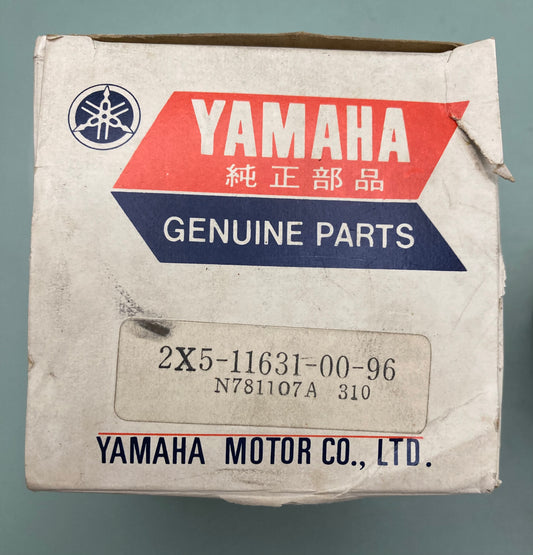 YAMAHA
純正部品
GENUINE PARTS
2X5-11631-00-96
N781107A 310
YAMAHA MOTOR CO., LTD.